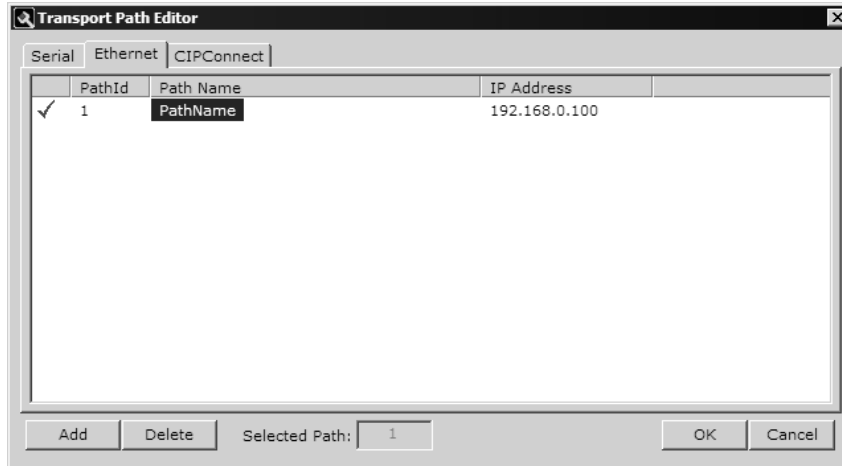 Transport Path Editor
Serial Ethernet CIPConnect
PathId Path Name IP Address
1 PathName 192.168.0.100
Add Delete Selected Path: 1 OK Cancel